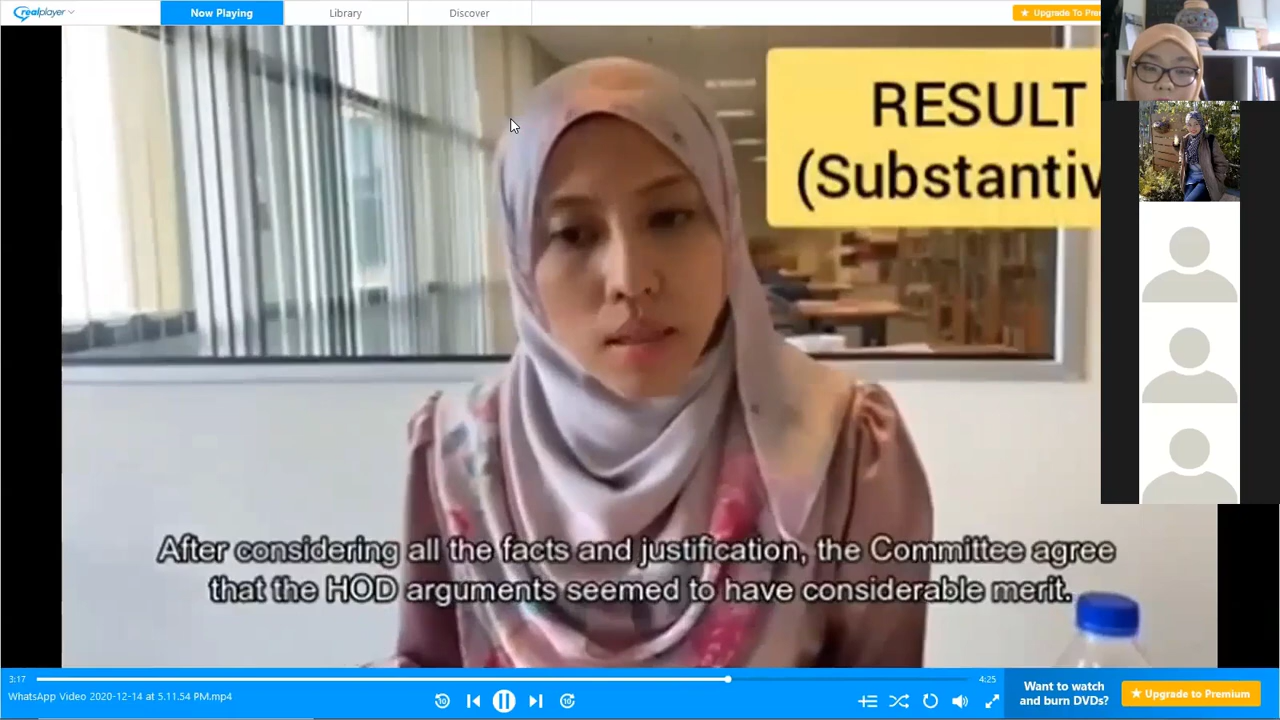 realplayer
Now Playing
Library
Discover
★ Upgrade To Pre
RESULT
(Substantiv
After considering all the facts and justification, the Committee agree
that the HOD arguments seemed to have considerable merit.
3:17
4:25
WhatsApp Video 2020-12-14 at 5.11.54 PM.mp4
10
10
Want to watch
and burn DVDs?
★ Upgrade to Premium